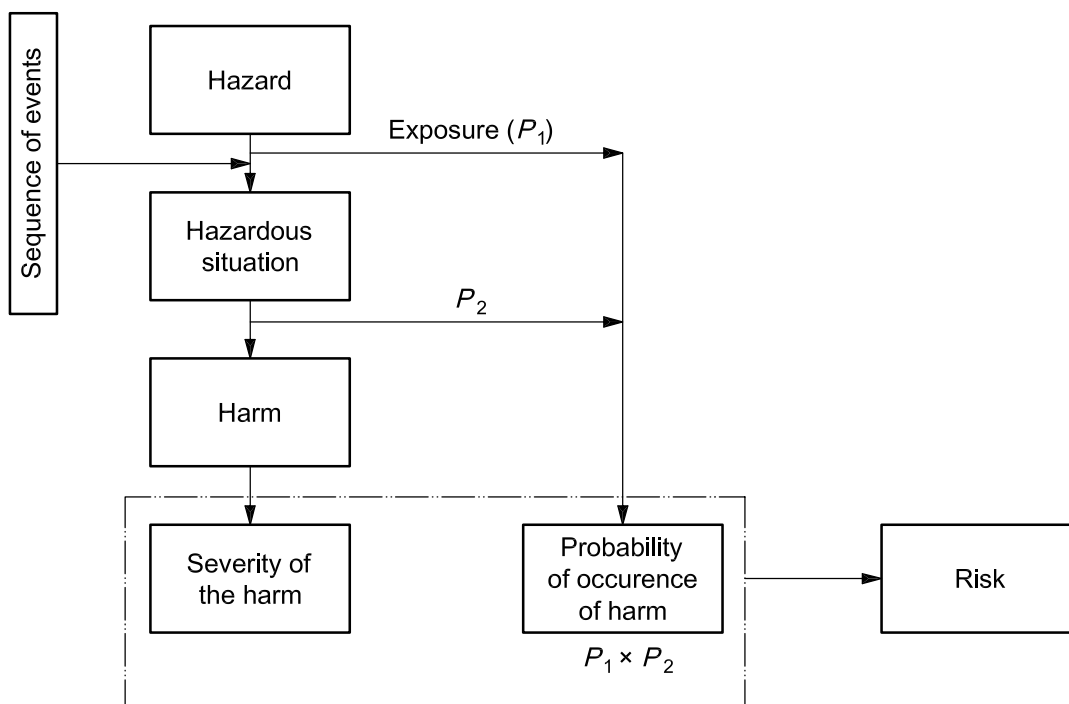 Sequence of events
Hazard
Exposure (P1)
Hazardous
situation
P2
Harm
Severity of
the harm
Probability
of occurence
of harm
P1 × P2
Risk